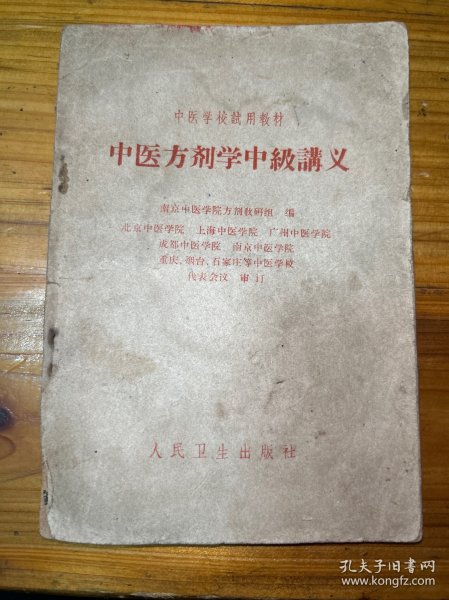 中医学校試用教材
中医方剂学中級講义
南京中医学院方剂教研組 編
北京中医学院 上海中医学院 广州中医学院
成都中医学院 南京中医学院
重庆、烟台、石家庄等中医学校
代表会议 审订
人民卫生出版社
孔夫子旧书网
www.kongfz.com